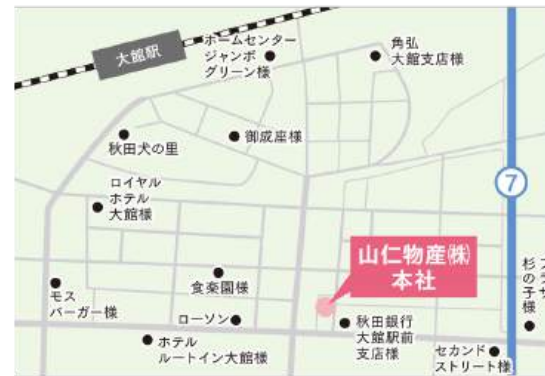 大館駅
ホームセンター
ジャンボ
グリーン様
角弘
大館支店様
秋田犬の里
御成座様
ロイヤル
ホテル
大館様
7
山仁物産㈱
本社
モス
バーガー様
食楽園様
ローソン
ホテル
ルートイン大館様
秋田銀行
大館駅前
支店様
セカンド
ストリート様
杉の子様